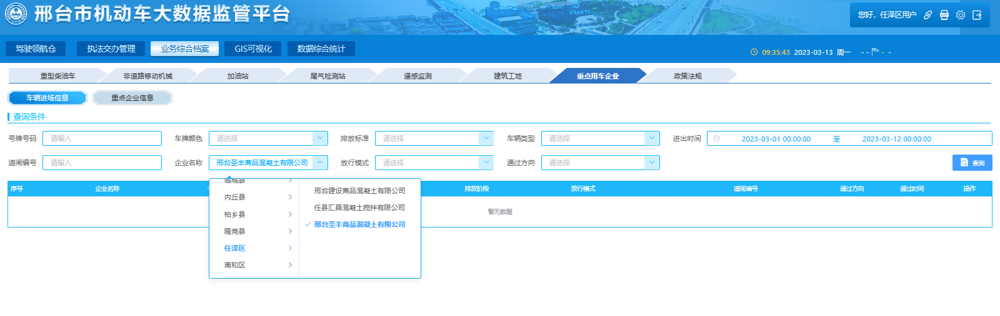 邢台市机动车大数据监管平台
您好，任泽区用户
驾驶领航仓 执法交办管理 业务综合档案 GIS可视化 数据综合统计
09:35:43 2023-03-13 周一 - - - -
重型柴油车 非道路移动机械 加油站 尾气检测站 遥感监测 建筑工地 重点用车企业 政策法规
车辆进场信息 重点企业信息
查询条件
号牌号码 请输入 车牌颜色 请选择 排放标准 请选择 车辆类型 请选择 进出时间 2023-03-01 00:00:00 至 2023-03-12 00:00:00
道闸编号 请输入 企业名称 邢台圣丰商品混凝土有限公司 放行模式 请选择 通过方向 请选择 查询
序号 企业名称 排放阶段 放行模式 道闸编号 通过方向 通过时间 操作
临城县
邢台建设商品混凝土有限公司
内丘县
任县汇昌混凝土搅拌有限公司
暂无数据
柏乡县
邢台圣丰商品混凝土有限公司
隆尧县
任泽区
南和区